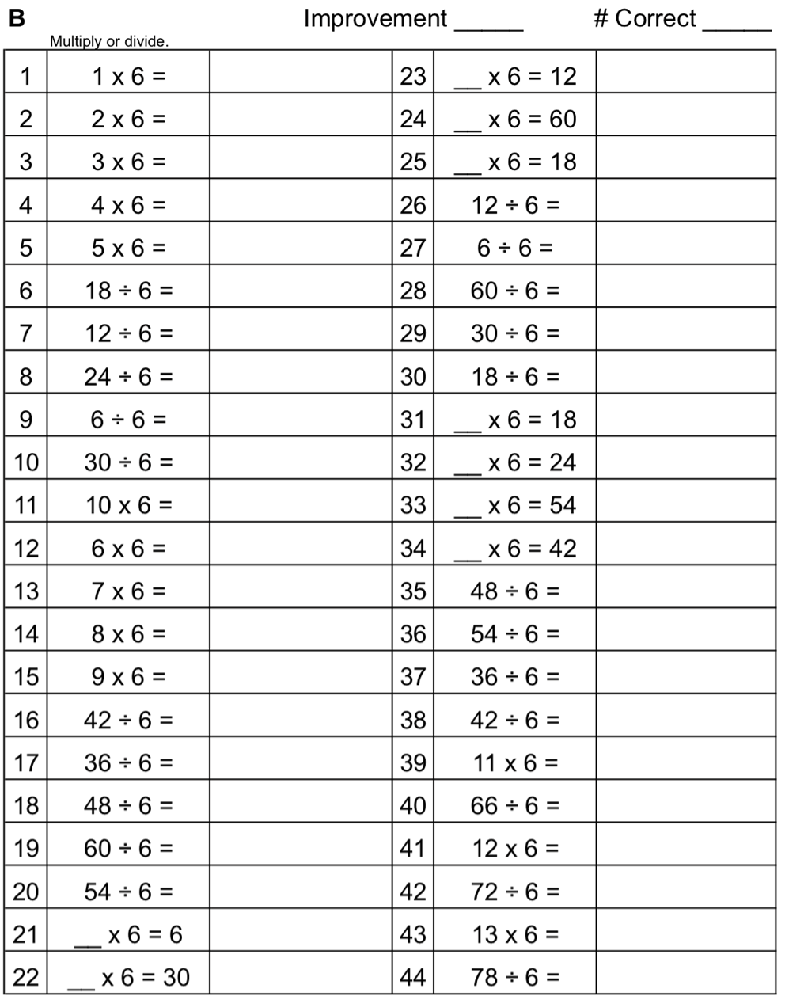 B Improvement _____ # Correct _____
Multiply or divide.
1 1 x 6 = 23 __ x 6 = 12
2 2 x 6 = 24 __ x 6 = 60
3 3 x 6 = 25 __ x 6 = 18
4 4 x 6 = 26 12 ÷ 6 =
5 5 x 6 = 27 6 ÷ 6 =
6 18 ÷ 6 = 28 60 ÷ 6 =
7 12 ÷ 6 = 29 30 ÷ 6 =
8 24 ÷ 6 = 30 18 ÷ 6 =
9 6 ÷ 6 = 31 __ x 6 = 18
10 30 ÷ 6 = 32 __ x 6 = 24
11 10 x 6 = 33 __ x 6 = 54
12 6 x 6 = 34 __ x 6 = 42
13 7 x 6 = 35 48 ÷ 6 =
14 8 x 6 = 36 54 ÷ 6 =
15 9 x 6 = 37 36 ÷ 6 =
16 42 ÷ 6 = 38 42 ÷ 6 =
17 36 ÷ 6 = 39 11 x 6 =
18 48 ÷ 6 = 40 66 ÷ 6 =
19 60 ÷ 6 = 41 12 x 6 =
20 54 ÷ 6 = 42 72 ÷ 6 =
21 __ x 6 = 6 43 13 x 6 =
22 __ x 6 = 30 44 78 ÷ 6 =